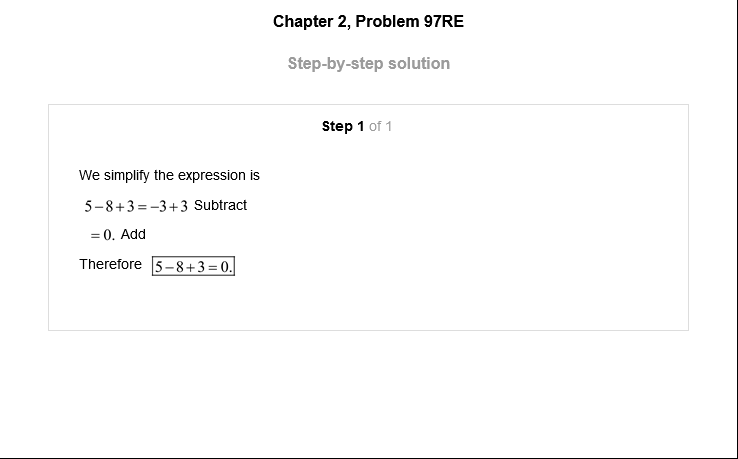 Chapter 2, Problem 97RE
Step-by-step solution
Step 1 of 1
We simplify the expression is
5−8+3=−3+3 Subtract
=0. Add
Therefore 5−8+3=0.